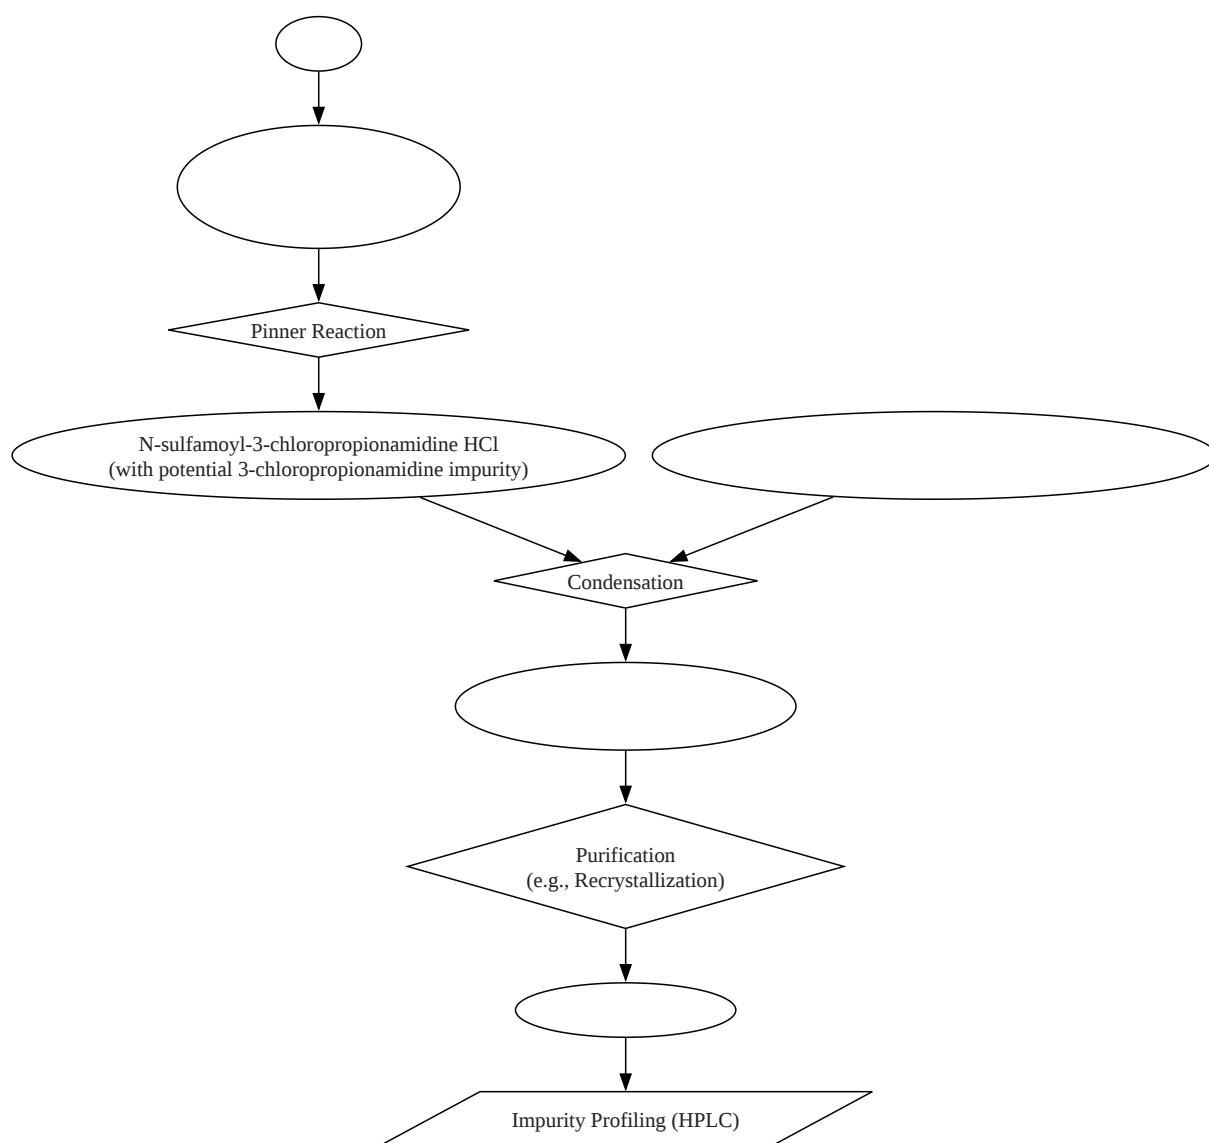 Pinner Reaction
N-sulfamoyl-3-chloropropionamidine HCl
(with potential 3-chloropropionamidine impurity)
Condensation
Purification
(e.g., Recrystallization)
Impurity Profiling (HPLC)